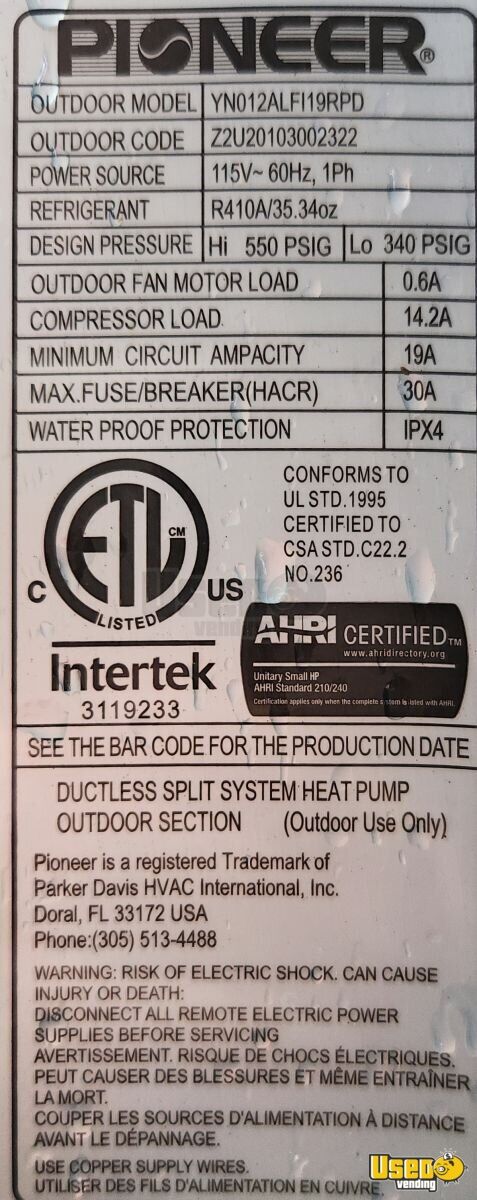 PIONEER®
OUTDOOR MODEL YN012ALFI19RPD
OUTDOOR CODE Z2U20103002322
POWER SOURCE 115V~ 60Hz, 1Ph
REFRIGERANT R410A/35.34oz
DESIGN PRESSURE Hi 550 PSIG Lo 340 PSIG
OUTDOOR FAN MOTOR LOAD 0.6A
COMPRESSOR LOAD 14.2A
MINIMUM CIRCUIT AMPACITY 19A
MAX.FUSE/BREAKER(HACR) 30A
WATER PROOF PROTECTION IPX4
CONFORMS TO
UL STD.1995
CERTIFIED TO
CSA STD.C22.2
NO.236
ETL CM
C US
LISTED
Intertek
3119233
AHRI CERTIFIED TM
www.ahridirectory.org
Unitary Small HP
AHRI Standard 210/240
Certification applies only when the complete system is listed with AHRI.
SEE THE BAR CODE FOR THE PRODUCTION DATE
DUCTLESS SPLIT SYSTEM HEAT PUMP
OUTDOOR SECTION (Outdoor Use Only)
Pioneer is a registered Trademark of
Parker Davis HVAC International, Inc.
Doral, FL 33172 USA
Phone:(305) 513-4488
WARNING: RISK OF ELECTRIC SHOCK. CAN CAUSE
INJURY OR DEATH:
DISCONNECT ALL REMOTE ELECTRIC POWER
SUPPLIES BEFORE SERVICING
AVERTISSEMENT. RISQUE DE CHOCS ÉLECTRIQUES.
PEUT CAUSER DES BLESSURES ET MÊME ENTRAÎNER
LA MORT.
COUPER LES SOURCES D'ALIMENTATION À DISTANCE
AVANT LE DÉPANNAGE.
USE COPPER SUPPLY WIRES.
UTILISER DES FILS D'ALIMENTATION EN CUIVRE
Used vending
Used vending